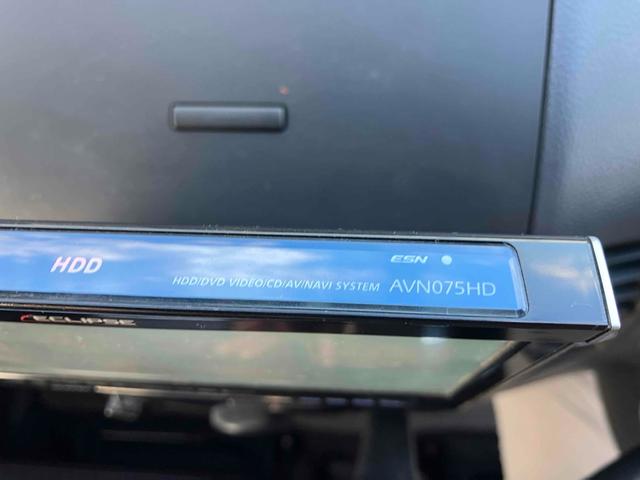 HDD
ESN
HDD/DVD VIDEO/CD/AV/NAVI SYSTEM AVN075HD
ECLIPSE